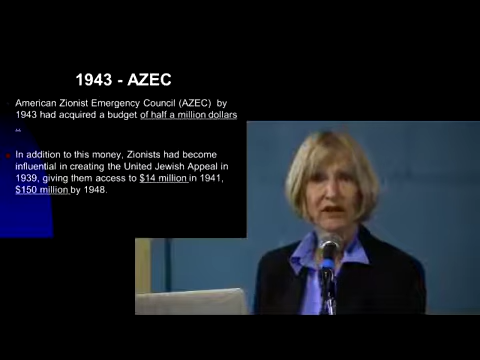 1943 - AZEC
American Zionist Emergency Council (AZEC) by
1943 had acquired a budget of half a million dollars
..
In addition to this money, Zionists had become
influential in creating the United Jewish Appeal in
1939, giving them access to $14 million in 1941,
$150 million by 1948.